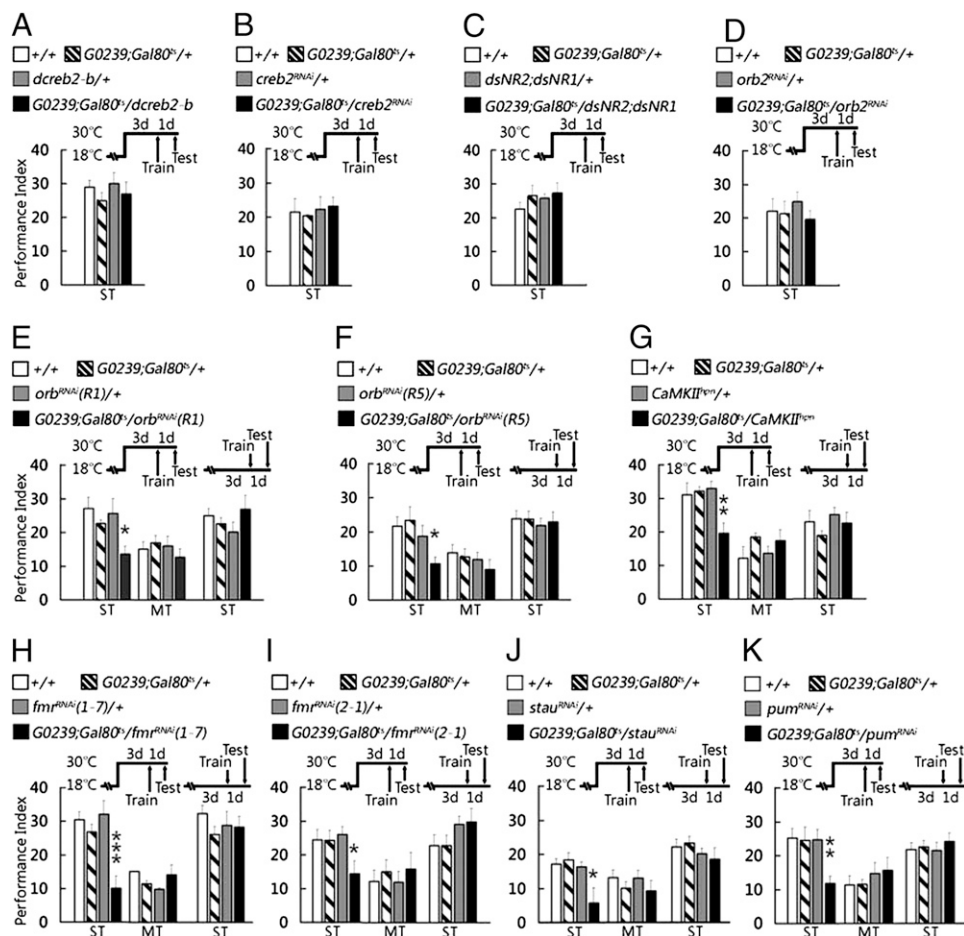 A
+/+ G0239;Gal80ts/+
dcreb2-b/+
G0239;Gal80ts/dcreb2-b
30°C
18°C
3d 1d
Train
Test
Performance Index
40
30
20
10
0
ST
B
+/+ G0239;Gal80ts/+
creb2RNAi/+
G0239;Gal80ts/creb2RNAi
30°C
18°C
3d 1d
Train
Test
40
30
20
10
0
ST
C
+/+ G0239;Gal80ts/+
dsNR2;dsNR1/+
G0239;Gal80ts/dsNR2;dsNR1
30°C
18°C
3d 1d
Train
Test
40
30
20
10
0
ST
D
+/+ G0239;Gal80ts/+
orb2RNAi/+
G0239;Gal80ts/orb2RNAi
30°C
18°C
3d 1d
Train
Test
40
30
20
10
0
ST
E
+/+ G0239;Gal80ts/+
orbRNAi(R1)/+
G0239;Gal80ts/orbRNAi(R1)
30°C
18°C
3d 1d
Train
Test
Test
Train
3d 1d
Performance Index
40
30
20
10
0
*
ST MT ST
F
+/+ G0239;Gal80ts/+
orbRNAi(R5)/+
G0239;Gal80ts/orbRNAi(R5)
30°C
18°C
3d 1d
Train
Test
Test
Train
3d 1d
40
30
20
10
0
*
ST MT ST
G
+/+ G0239;Gal80ts/+
CaMKIIhpn/+
G0239;Gal80ts/CaMKIIhpn
30°C
18°C
3d 1d
Train
Test
Test
Train
3d 1d
40
30
20
10
0
**
ST MT ST
H
+/+ G0239;Gal80ts/+
fmrRNAi(1-7)/+
G0239;Gal80ts/fmrRNAi(1-7)
30°C
18°C
3d 1d
Train
Test
Test
Train
3d 1d
Performance Index
40
30
20
10
0
***
ST MT ST
I
+/+ G0239;Gal80ts/+
fmrRNAi(2-1)/+
G0239;Gal80ts/fmrRNAi(2-1)
30°C
18°C
3d 1d
Train
Test
Test
Train
3d 1d
40
30
20
10
0
*
ST MT ST
J
+/+ G0239;Gal80ts/+
stauRNAi/+
G0239;Gal80ts/stauRNAi
30°C
18°C
3d 1d
Train
Test
Test
Train
3d 1d
40
30
20
10
0
*
ST MT ST
K
+/+ G0239;Gal80ts/+
pumRNAi/+
G0239;Gal80ts/pumRNAi
30°C
18°C
3d 1d
Train
Test
Test
Train
3d 1d
40
30
20
10
0
**
ST MT ST